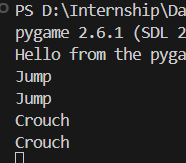 PS D:\Internship\Da
pygame 2.6.1 (SDL 2
Hello from the pyga
Jump
Jump
Crouch
Crouch